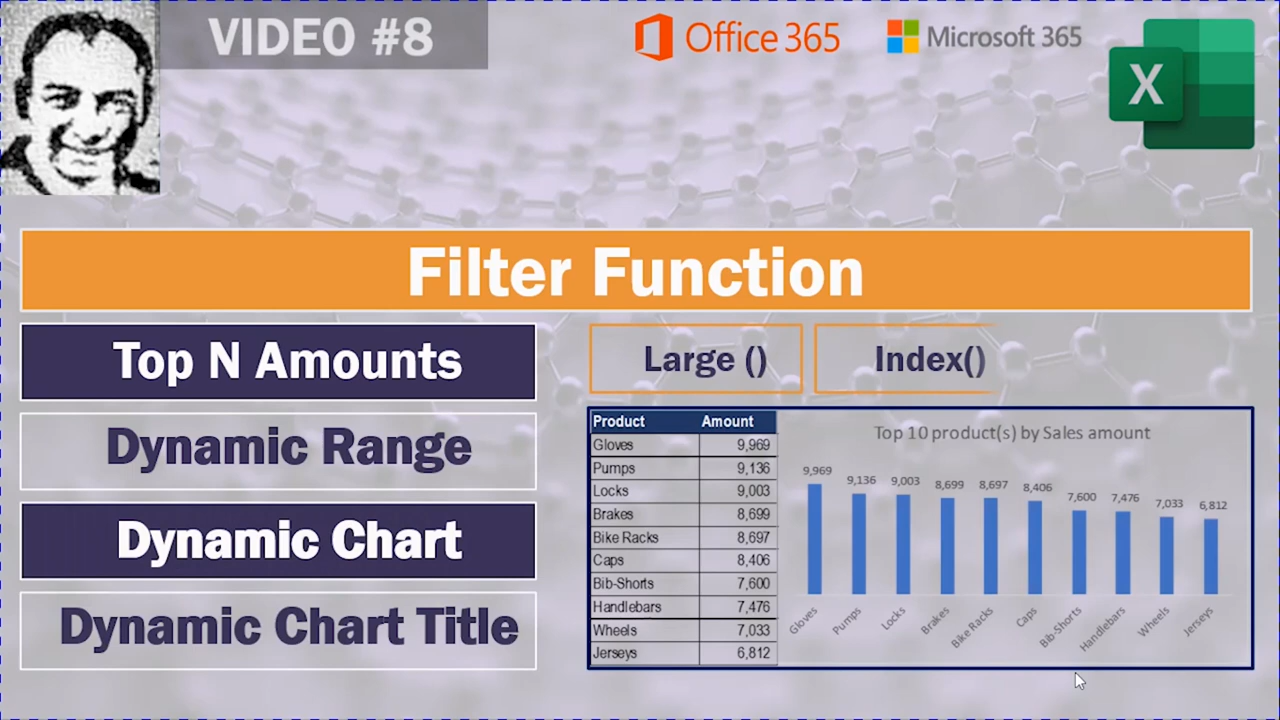 VIDEO #8
Office 365
Microsoft 365
X
Filter Function
Top N Amounts
Large ()
Index()
Dynamic Range
Dynamic Chart
Dynamic Chart Title
Product Amount
Gloves 9,969
Pumps 9,136
Locks 9,003
Brakes 8,699
Bike Racks 8,697
Caps 8,406
Bib-Shorts 7,600
Handlebars 7,476
Wheels 7,033
Jerseys 6,812
Top 10 product(s) by Sales amount
9,969 9,136 9,003 8,699 8,697 8,406 7,600 7,476 7,033 6,812
Gloves Pumps Locks Brakes Bike Racks Caps Bib-Shorts Handlebars Wheels Jerseys